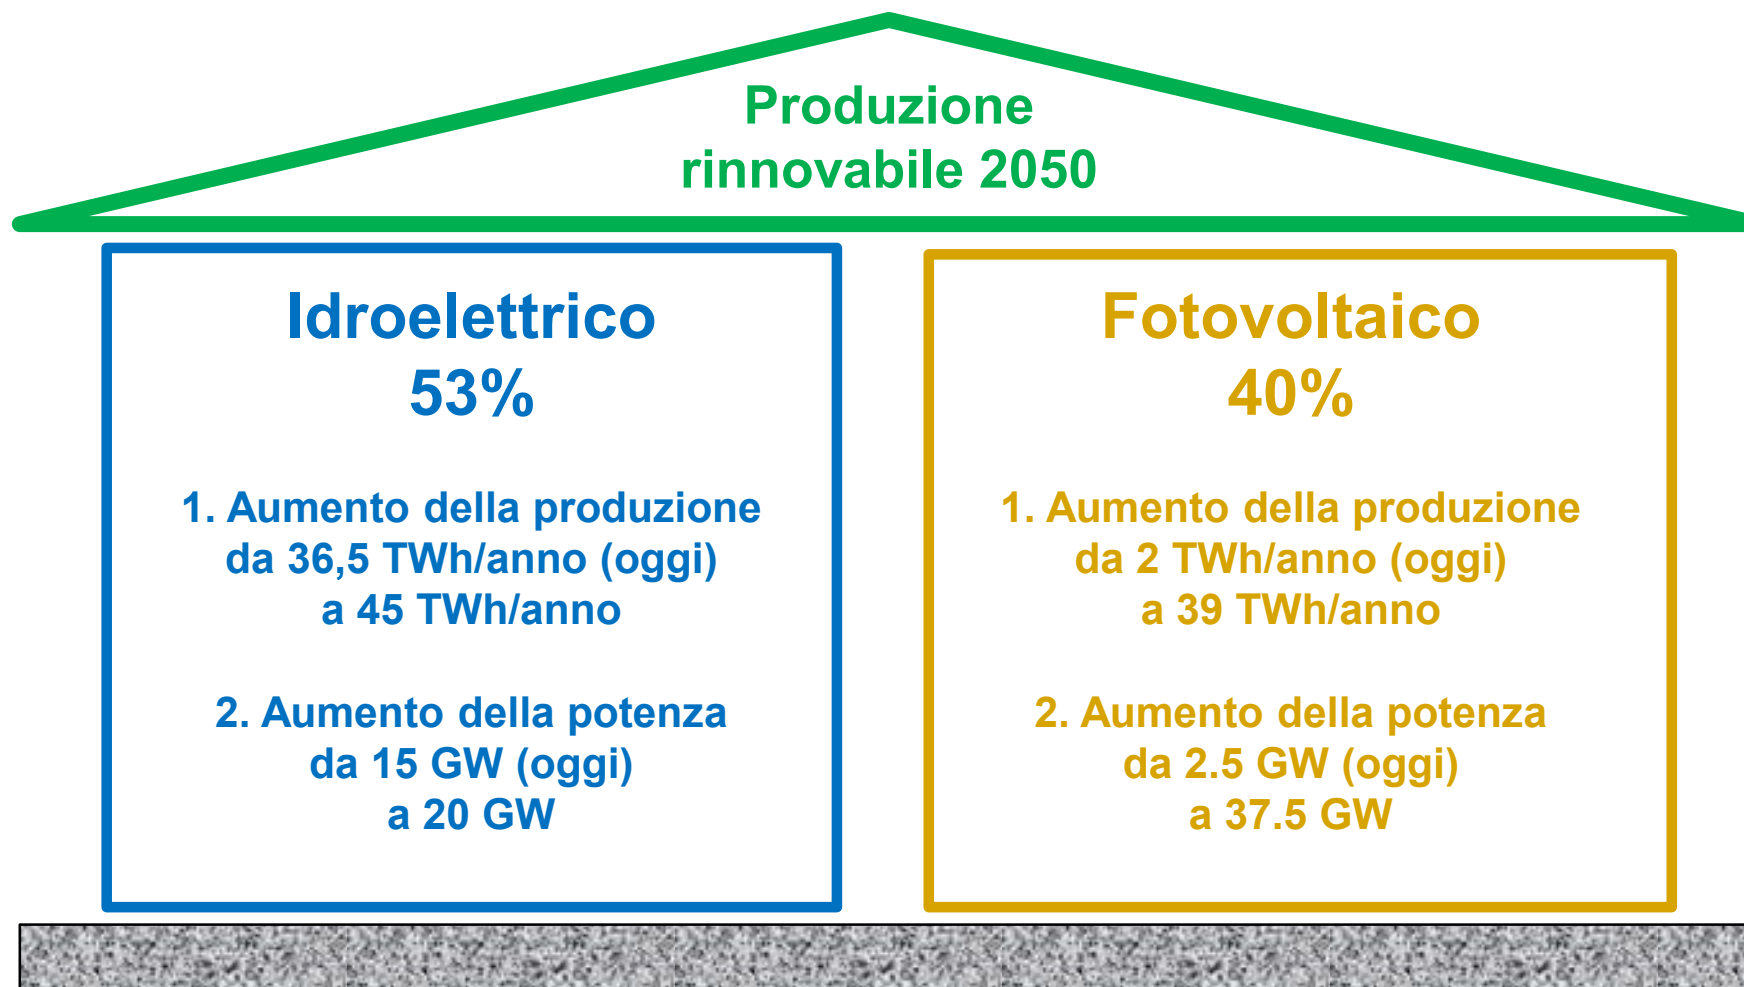 Produzione
rinnovabile 2050
Idroelettrico
53%
1. Aumento della produzione
da 36,5 TWh/anno (oggi)
a 45 TWh/anno
2. Aumento della potenza
da 15 GW (oggi)
a 20 GW
Fotovoltaico
40%
1. Aumento della produzione
da 2 TWh/anno (oggi)
a 39 TWh/anno
2. Aumento della potenza
da 2.5 GW (oggi)
a 37.5 GW